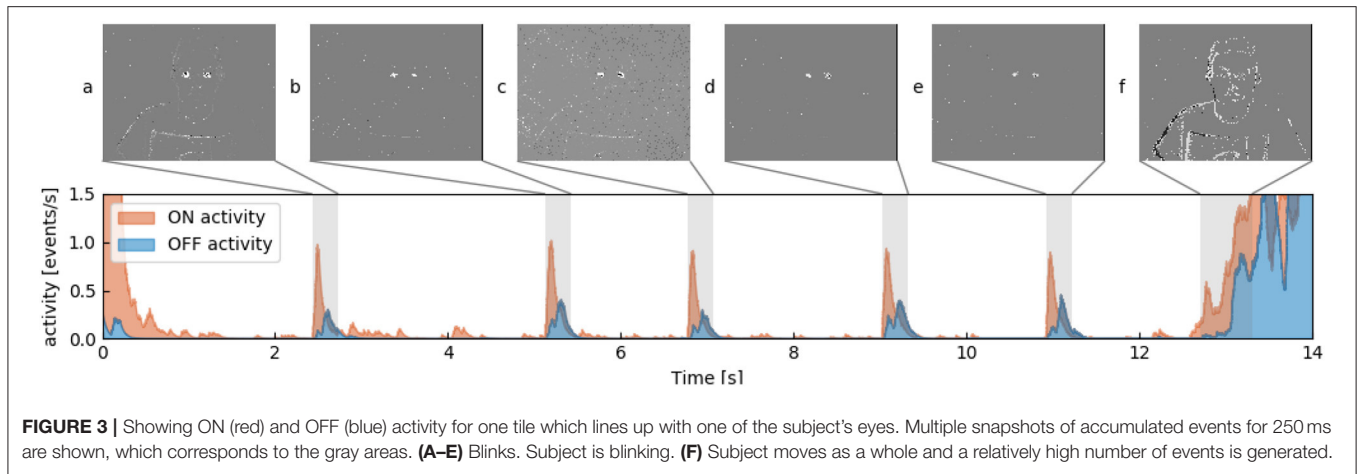 a b c d e f
1.5
1.0
0.5
0.0
activity [events/s]
ON activity
OFF activity
0 2 4 6 8 10 12 14
Time [s]
FIGURE 3 | Showing ON (red) and OFF (blue) activity for one tile which lines up with one of the subject's eyes. Multiple snapshots of accumulated events for 250 ms
are shown, which corresponds to the gray areas. (A–E) Blinks. Subject is blinking. (F) Subject moves as a whole and a relatively high number of events is generated.